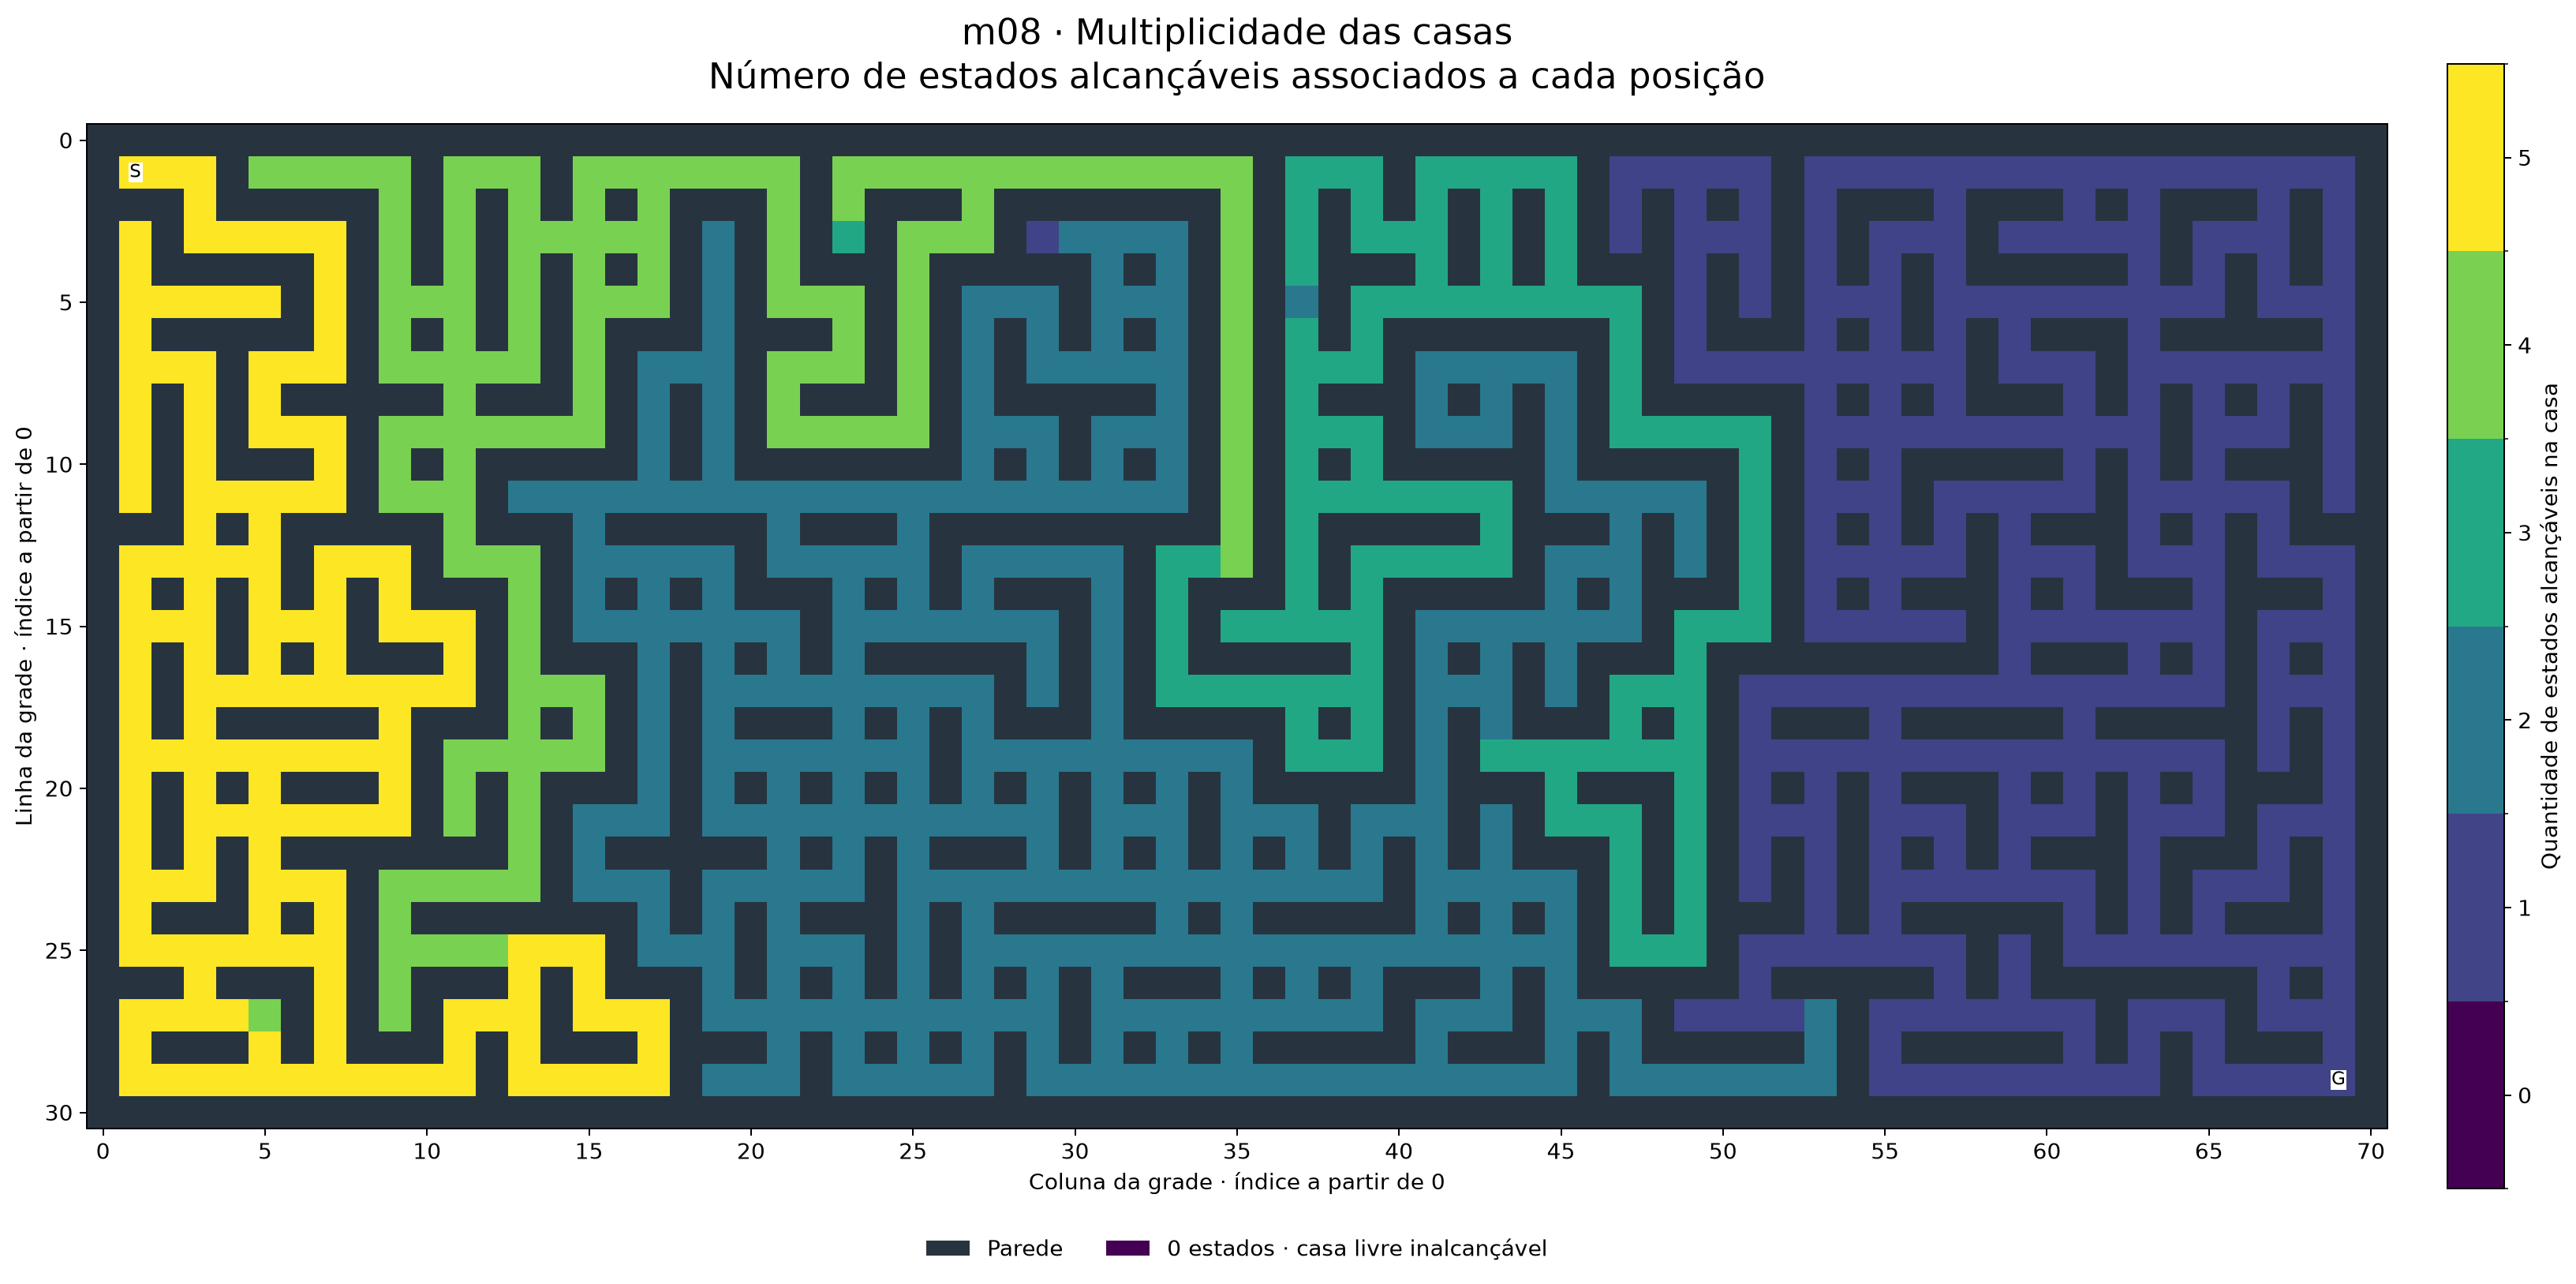 m08 · Multiplicidade das casas
Número de estados alcançáveis associados a cada posição
S
G
0
5
10
15
20
25
30
Linha da grade · índice a partir de 0
0 5 10 15 20 25 30 35 40 45 50 55 60 65 70
Coluna da grade · índice a partir de 0
5
4
3
2
1
0
Quantidade de estados alcançáveis na casa
Parede
0 estados · casa livre inalcançável